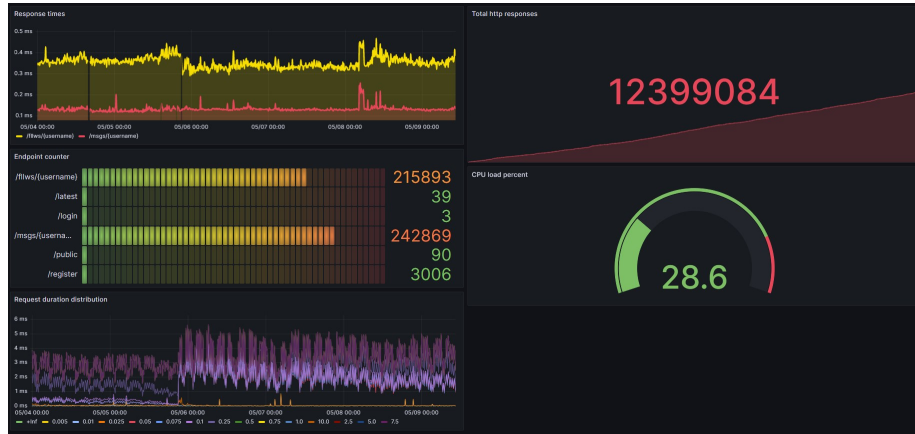 Response times
0.5 ms
0.4 ms
0.3 ms
0.2 ms
0.1 ms
05/04 00:00 05/05 00:00 05/06 00:00 05/07 00:00 05/08 00:00 05/09 00:00
/fllws/{username} /msgs/{username}
Endpoint counter
/fllws/{username} 215893
/latest 39
/login 3
/msgs/{userna... 242869
/public 90
/register 3006
Request duration distribution
6 ms
5 ms
4 ms
3 ms
2 ms
1 ms
0 ms
05/04 00:00 05/05 00:00 05/06 00:00 05/07 00:00 05/08 00:00 05/09 00:00
+Inf 0.005 0.01 0.025 0.05 0.075 0.1 0.25 0.5 0.75 1.0 10.0 2.5 5.0 7.5
Total http responses
12399084
CPU load percent
28.6